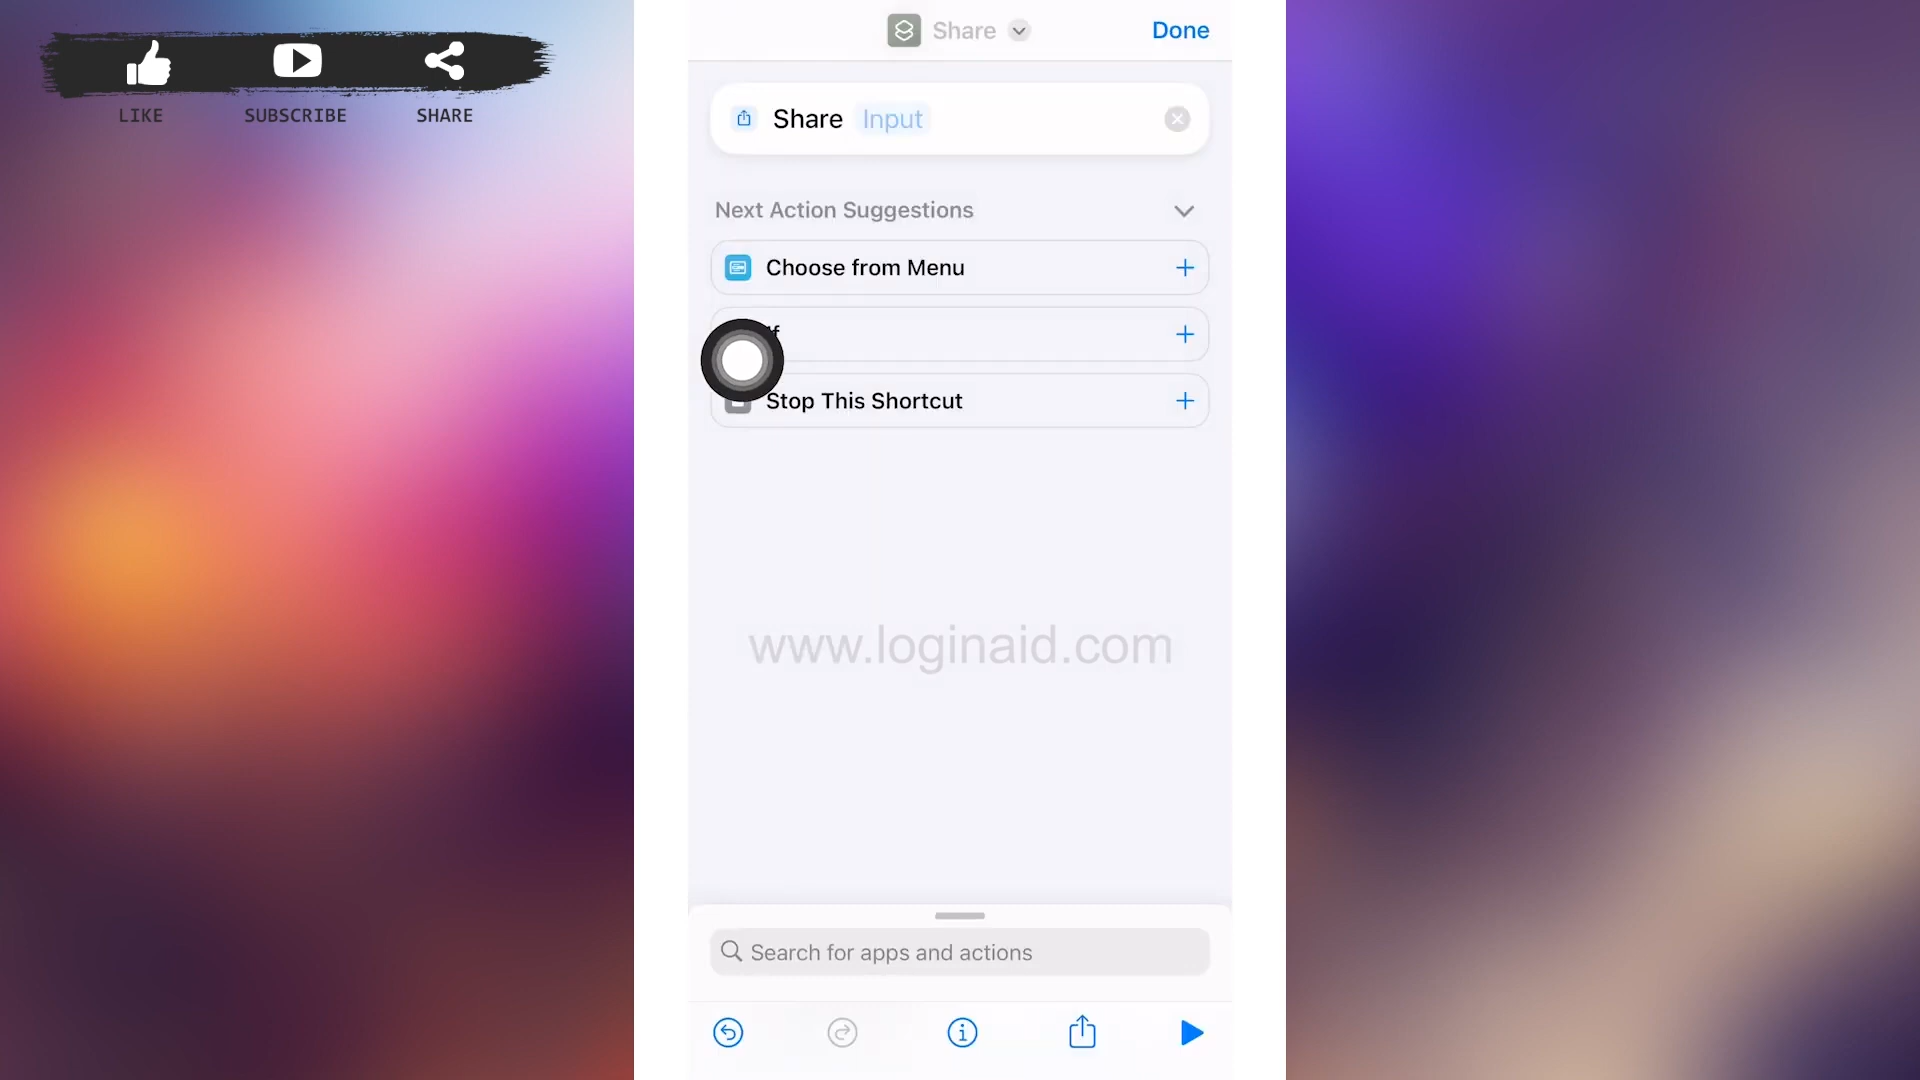 LIKE SUBSCRIBE SHARE
Share
Done
Share Input
Next Action Suggestions
Choose from Menu
If
Stop This Shortcut
www.loginaid.com
Search for apps and actions